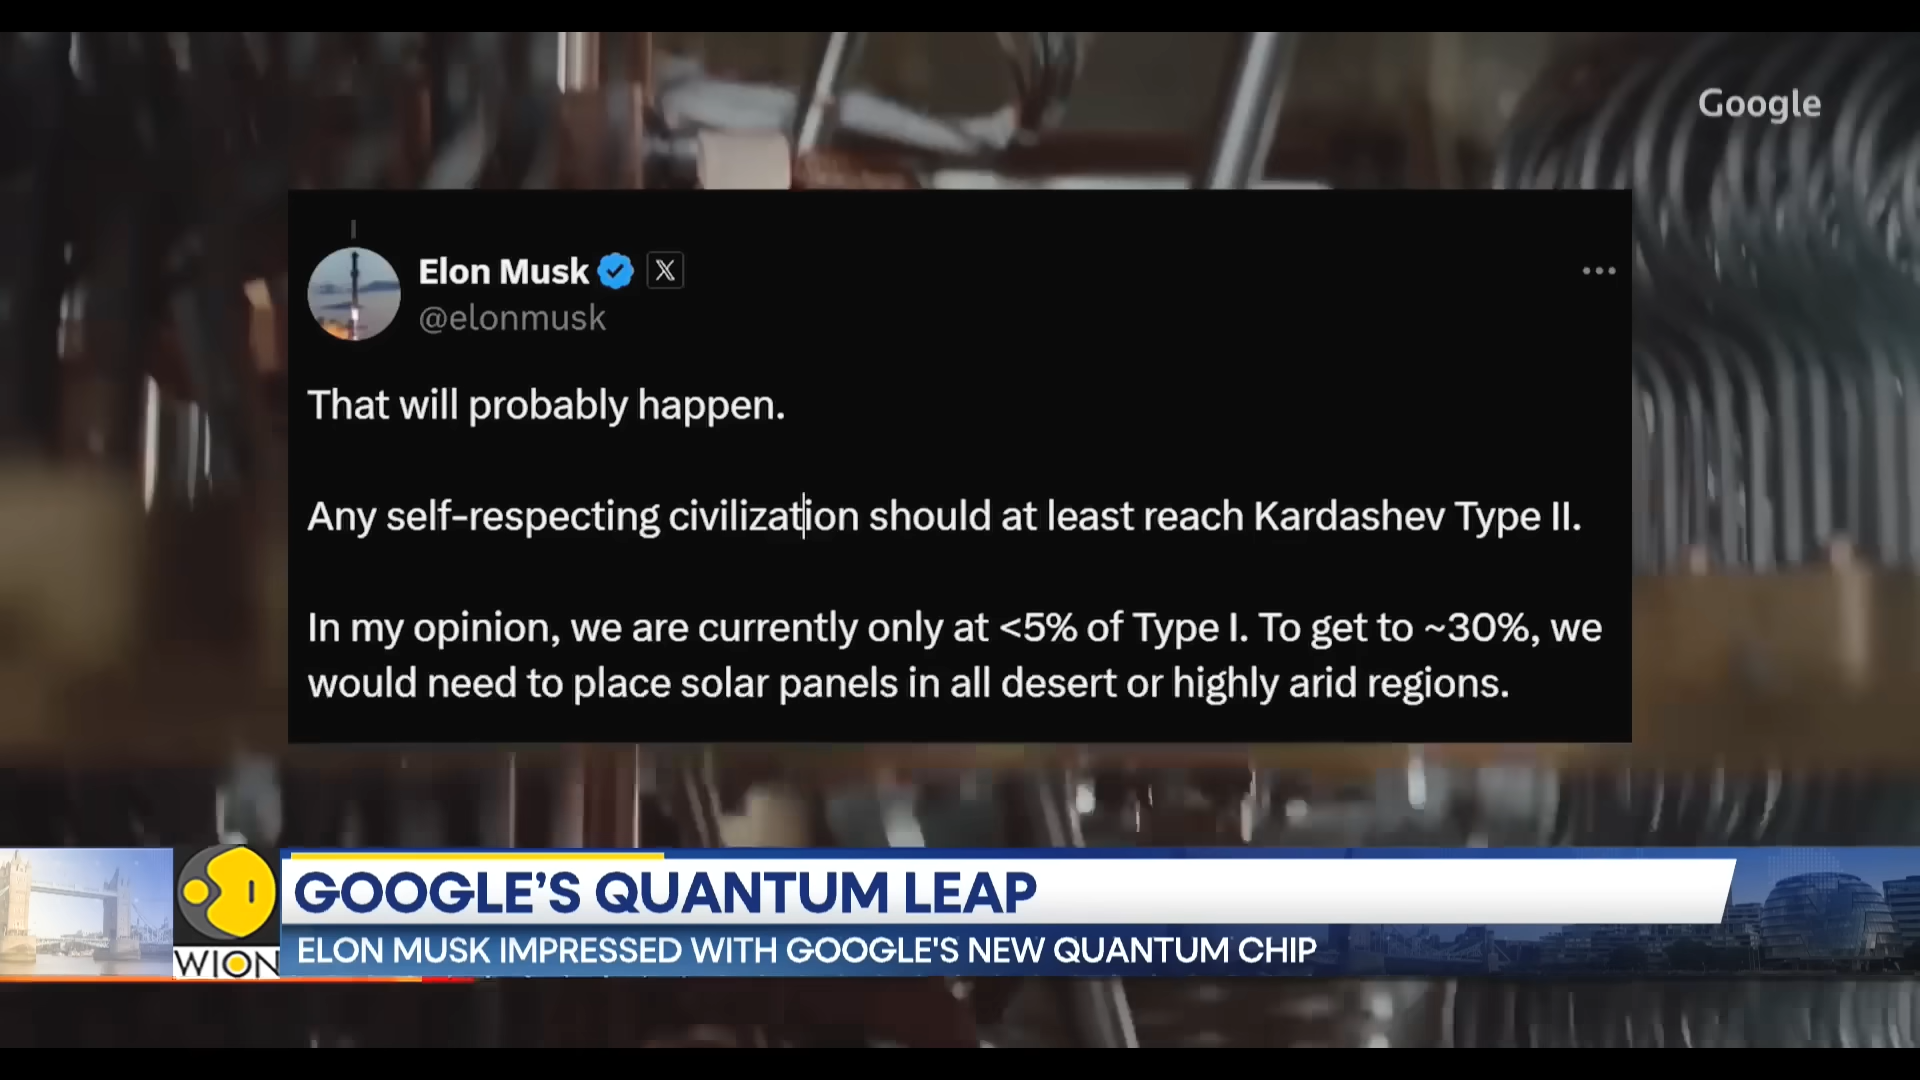 Google
Elon Musk X
@elonmusk
That will probably happen.
Any self-respecting civilization should at least reach Kardashev Type II.
In my opinion, we are currently only at <5% of Type I. To get to ~30%, we
would need to place solar panels in all desert or highly arid regions.
GOOGLE’S QUANTUM LEAP
ELON MUSK IMPRESSED WITH GOOGLE'S NEW QUANTUM CHIP
WION